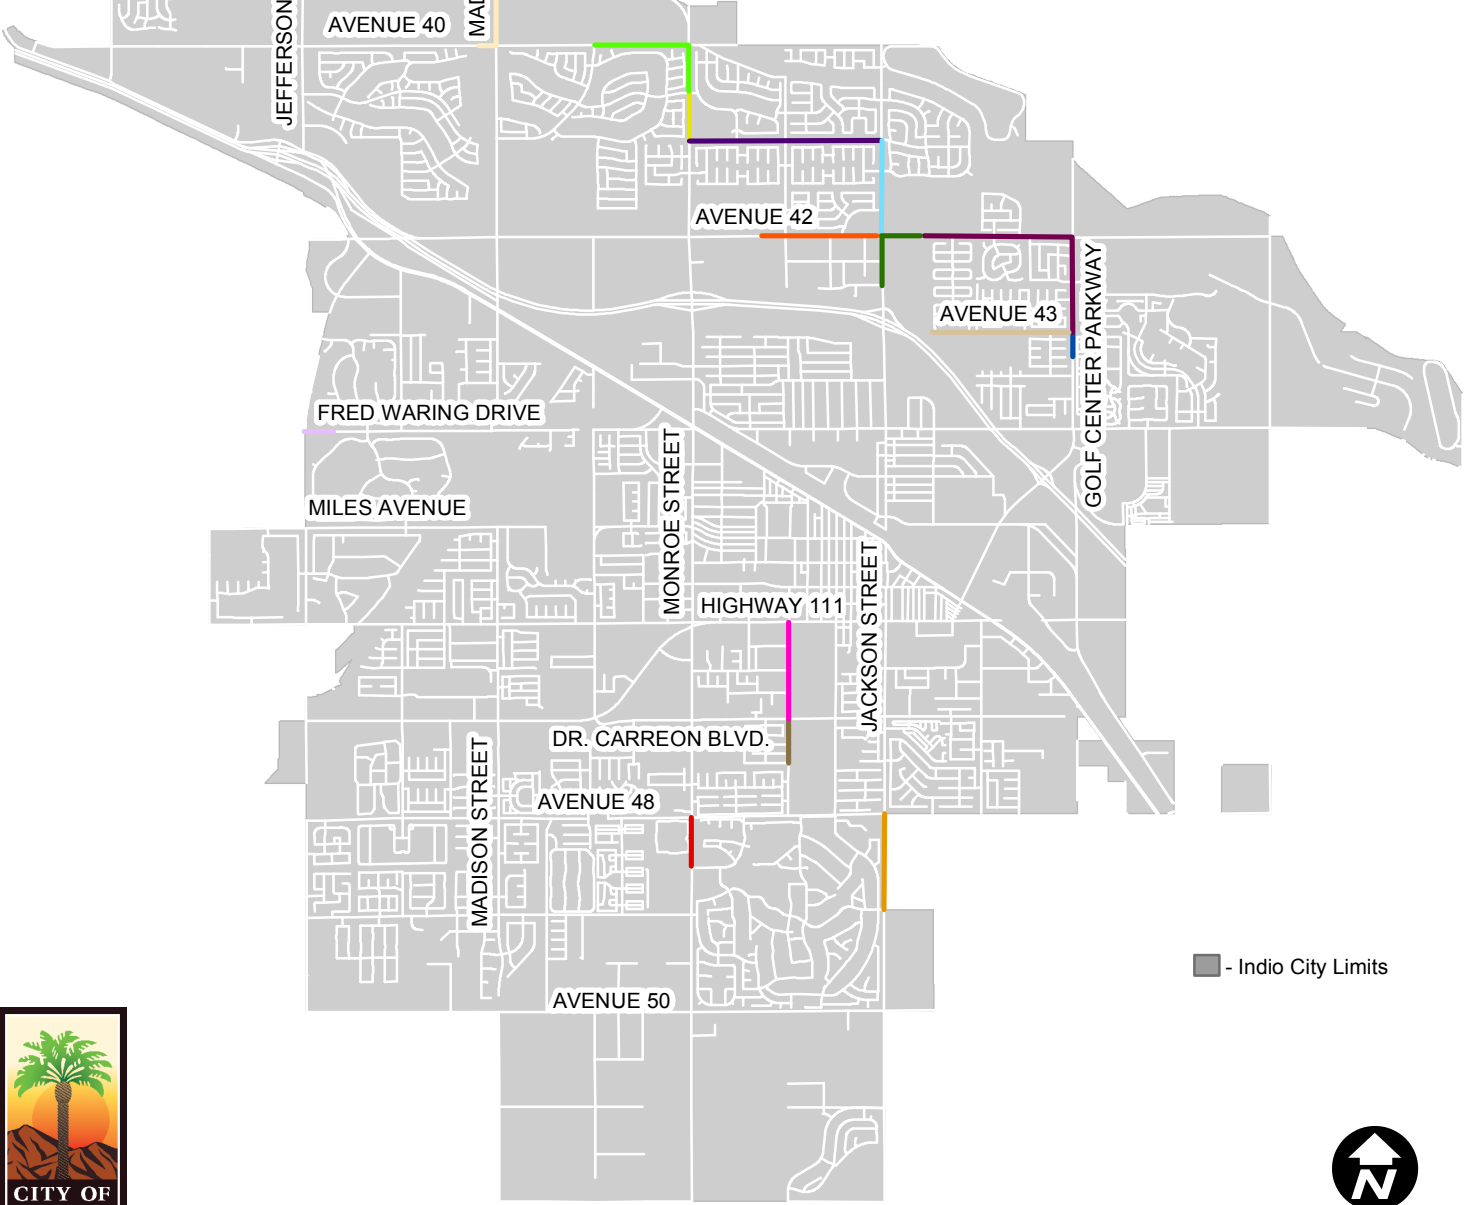 JEFFERSON
AVENUE 40
MAD
AVENUE 42
AVENUE 43
GOLF CENTER PARKWAY
FRED WARING DRIVE
MONROE STREET
MILES AVENUE
JACKSON STREET
HIGHWAY 111
DR. CARREON BLVD.
MADISON STREET
AVENUE 48
- Indio City Limits
AVENUE 50
CITY OF
N